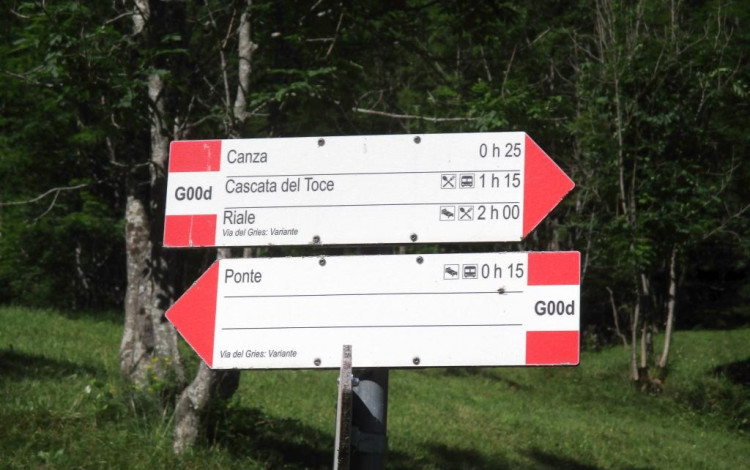 Canza 0 h 25
G00d
Cascata del Toce 1 h 15
Riale 2 h 00
Via del Gries: Variante
Ponte 0 h 15
G00d
Via del Gries: Variante